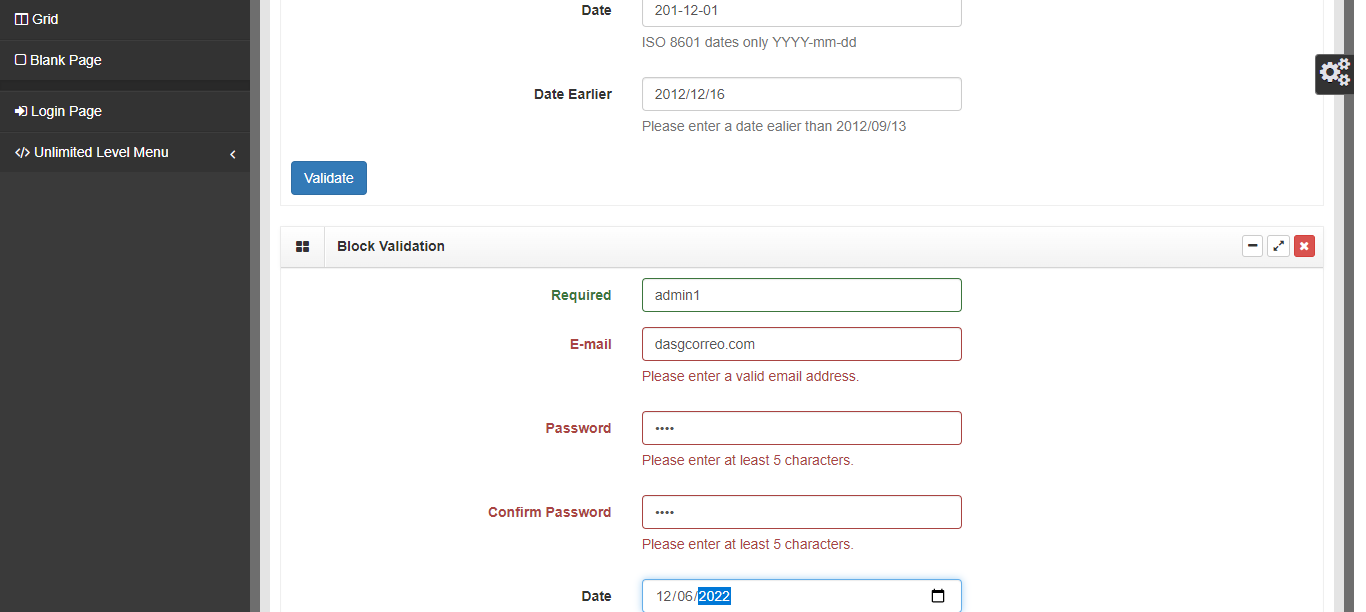 Grid
Blank Page
Login Page
Unlimited Level Menu
Date
201-12-01
ISO 8601 dates only YYYY-mm-dd
Date Earlier
2012/12/16
Please enter a date ealier than 2012/09/13
Validate
Block Validation
Required
admin1
E-mail
dasgcorreo.com
Please enter a valid email address.
Password
••••
Please enter at least 5 characters.
Confirm Password
••••
Please enter at least 5 characters.
Date
12/06/2022